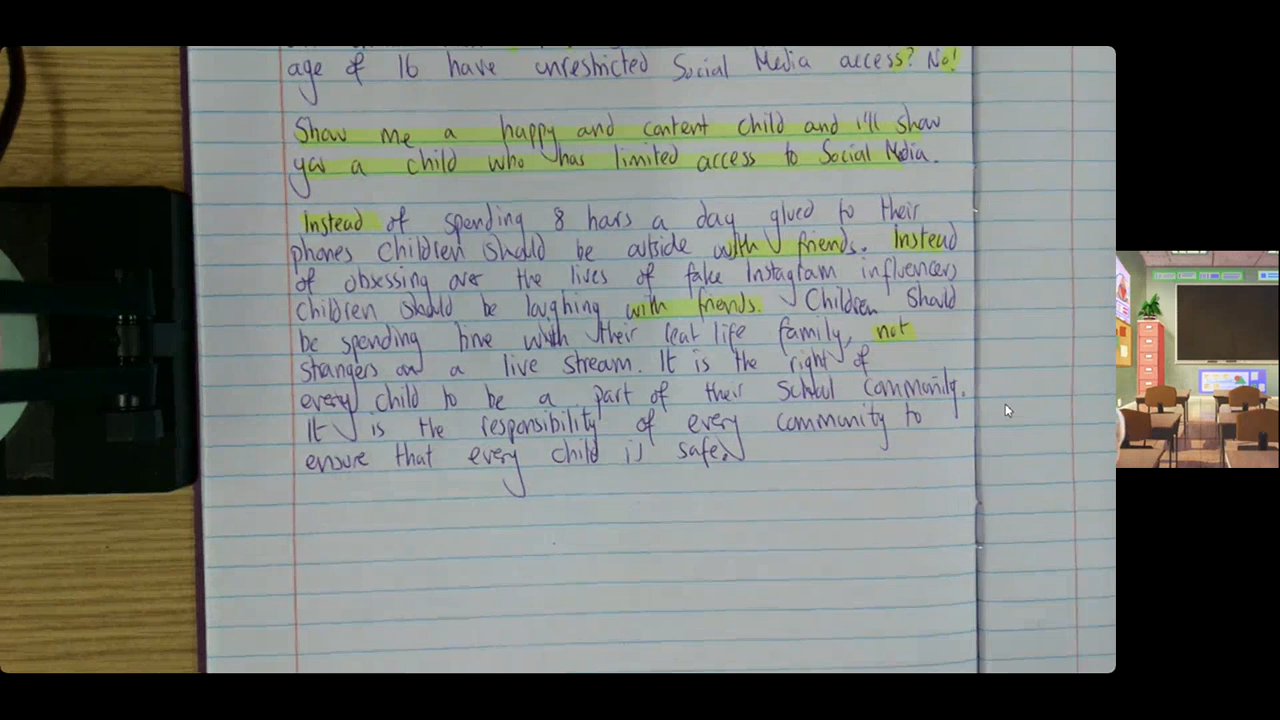 age of 16 have unrestricted Social Media access? No!
Show me a happy and content child and i'll show
you a child who has limited access to Social Media.
Instead of spending 8 hours a day glued to their
phones Children should be outside with friends. Instead
of obsessing over the lives of fake Instagram influencers
children should be laughing with friends. Children should
be spending time with their real life family, not
strangers on a live stream. It is the right of
every child to be a part of their School community.
It is the responsibility of every community to
ensure that every child is safe.